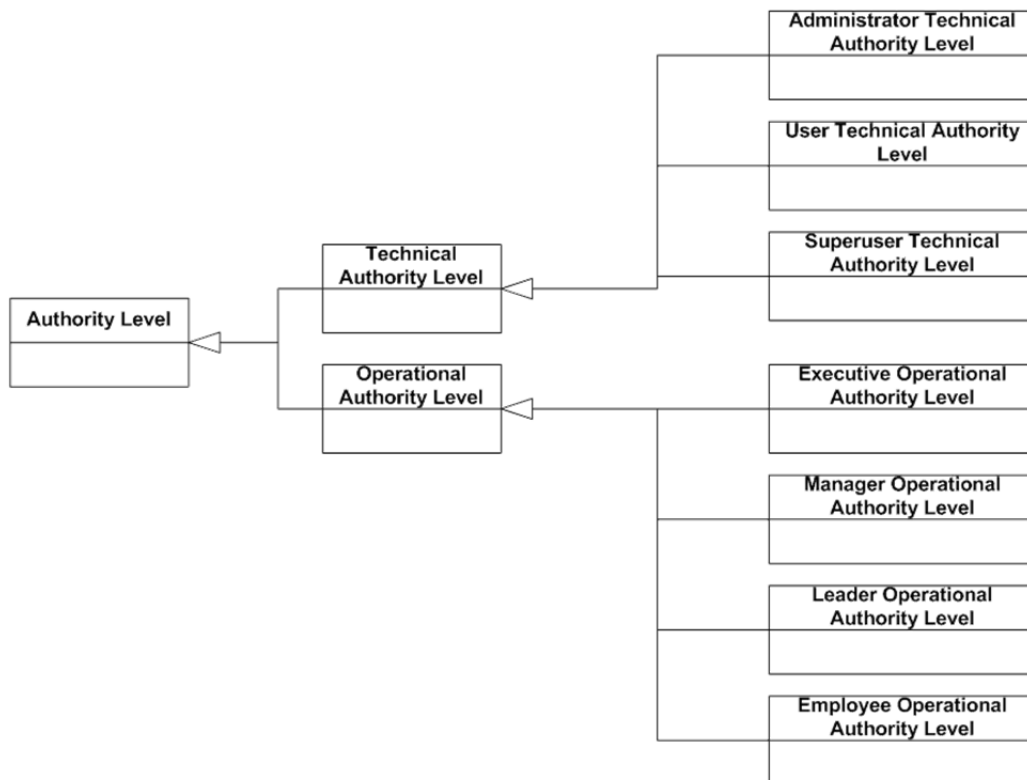 Administrator Technical
Authority Level
User Technical Authority
Level
Superuser Technical
Authority Level
Technical
Authority Level
Authority Level
Operational
Authority Level
Executive Operational
Authority Level
Manager Operational
Authority Level
Leader Operational
Authority Level
Employee Operational
Authority Level